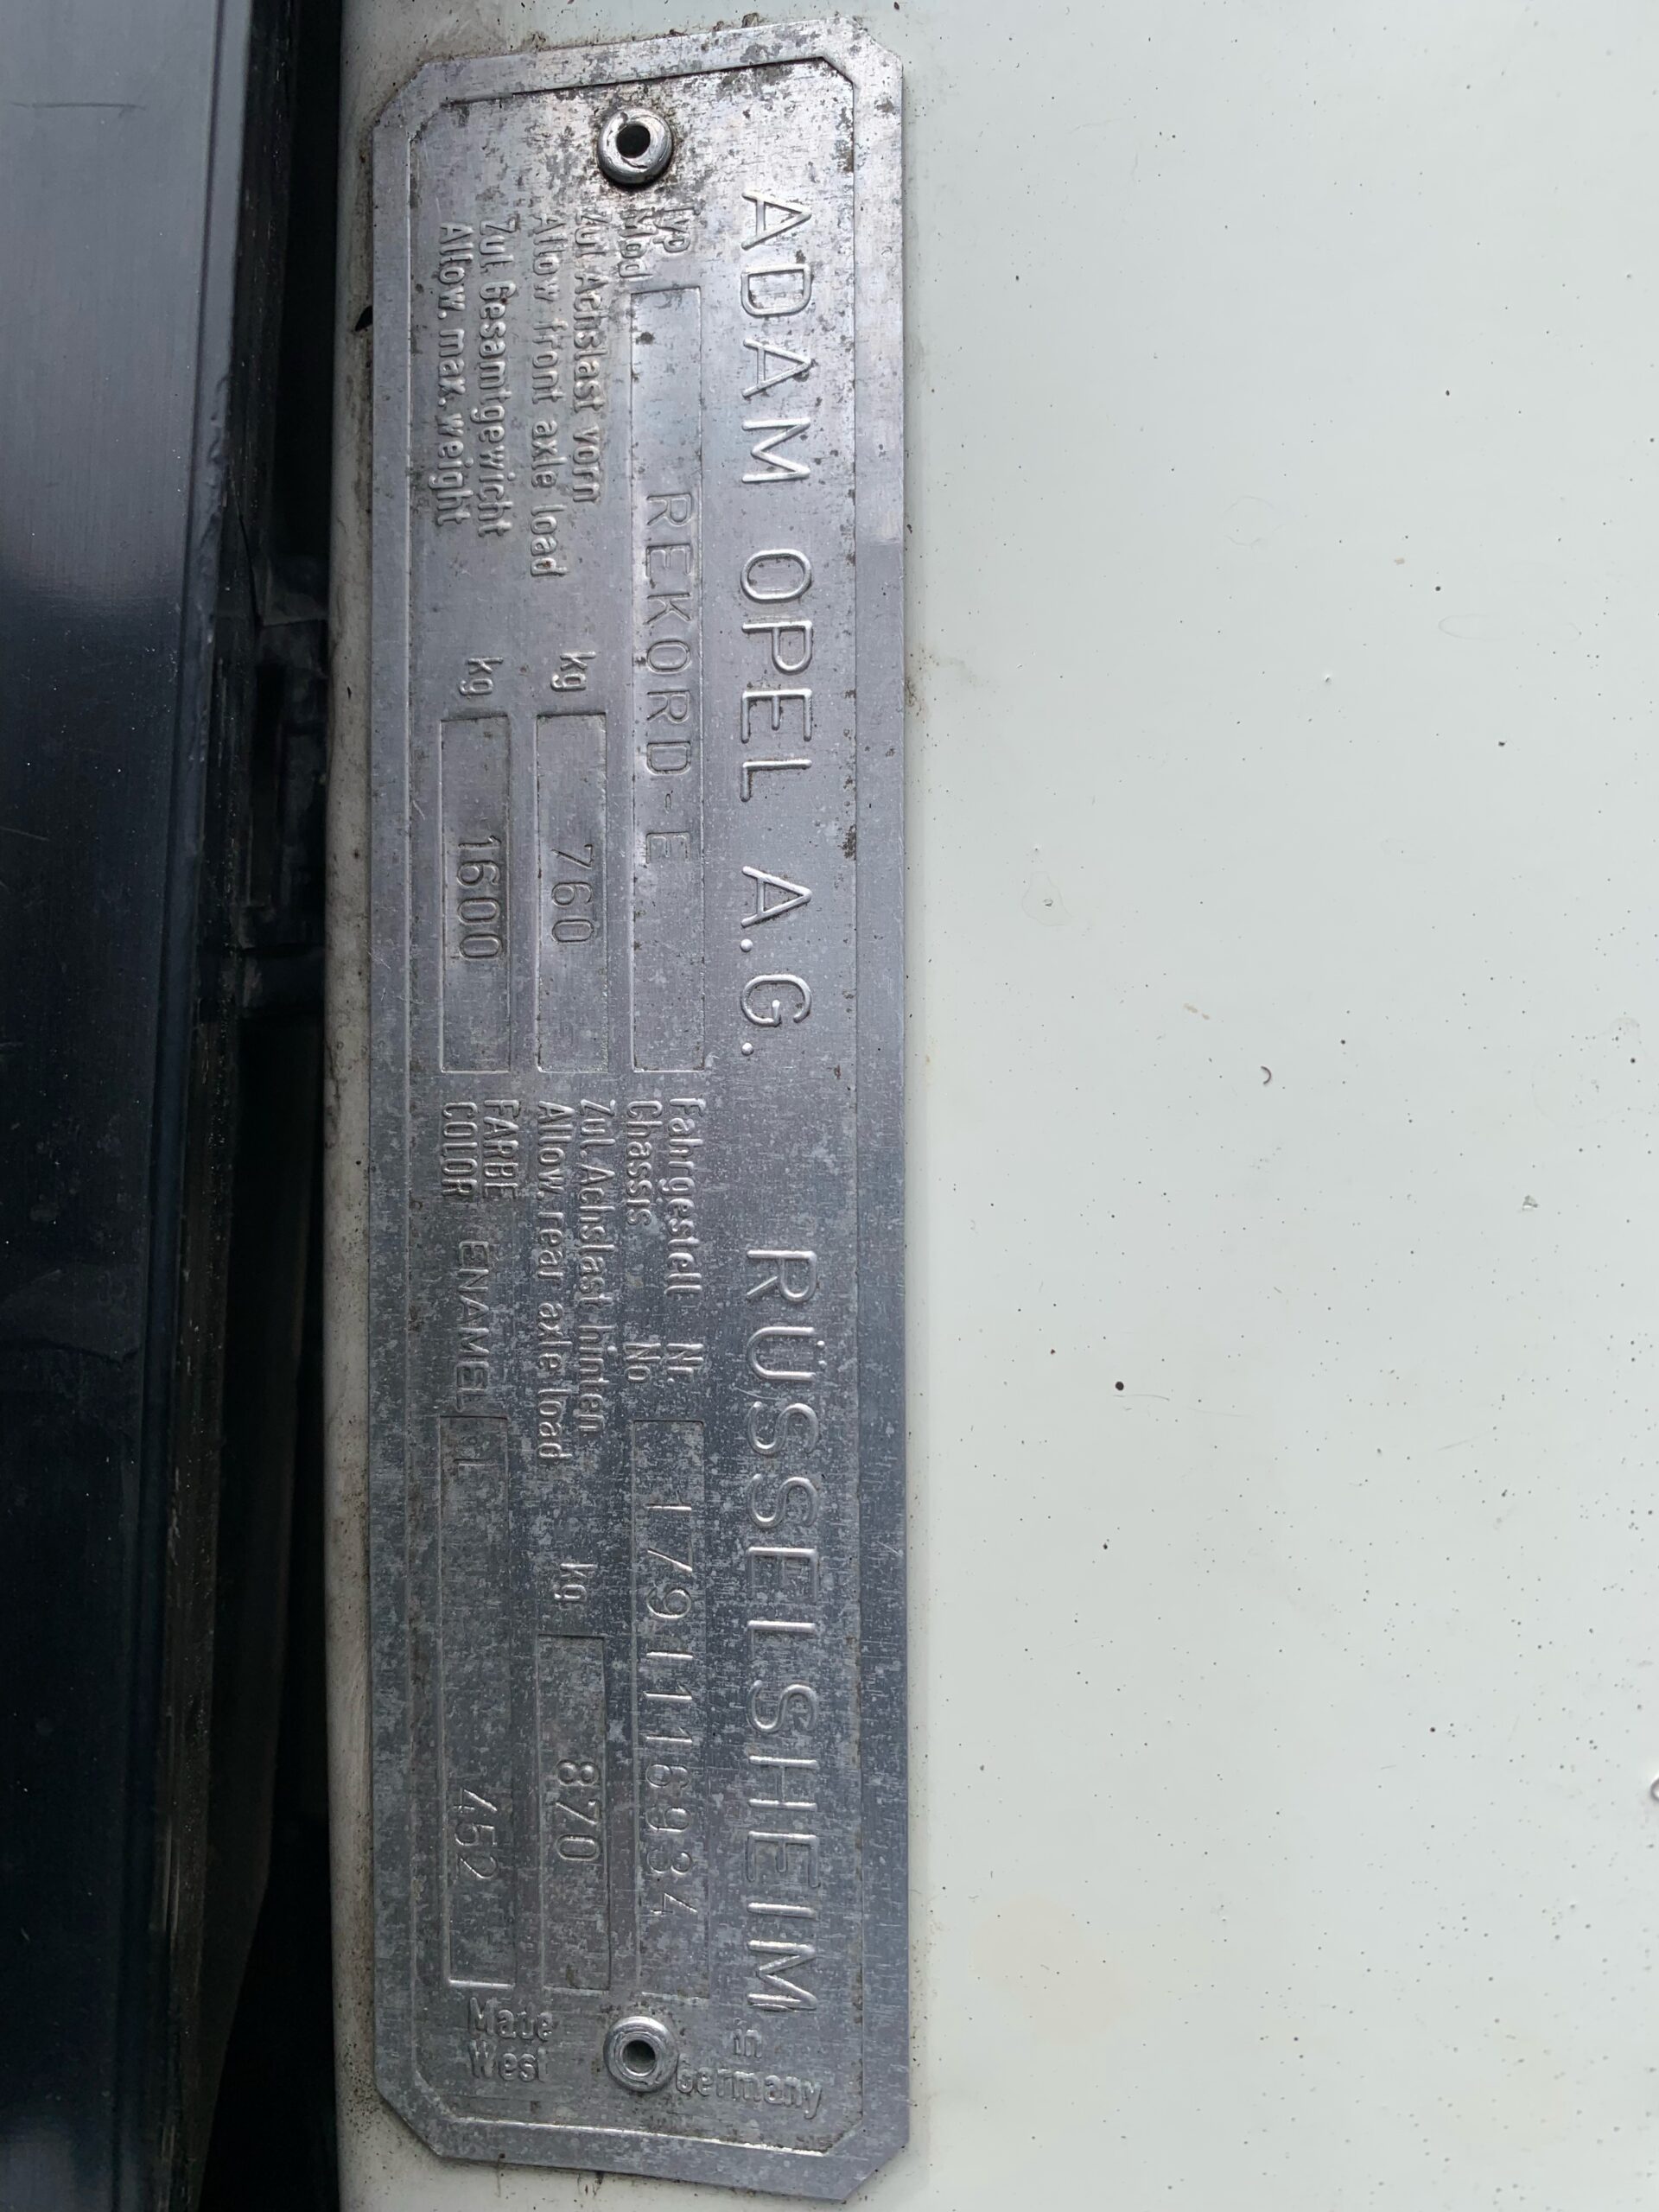 ADAM OPEL A.G. RÜSSELSHEIM
Typ
Mod
REKORD-E
Fahrgestell Nr.
Chassis No
1791116934
Zul. Achslast vorn
Allow front axle load
kg 760
Zul. Achslast hinten
Allow. rear axle load
kg 870
Zul. Gesamtgewicht
Allow. max. weight
kg 1600
FARBE
COLOR
ENAMEL 452
in
Germany
Made
West